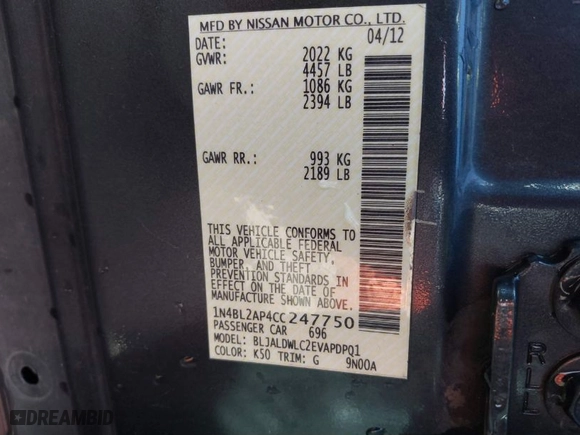 MFD BY NISSAN MOTOR CO., LTD.
DATE: 04/12
GVWR: 2022 KG
4457 LB
GAWR FR.: 1086 KG
2394 LB
GAWR RR.: 993 KG
2189 LB
THIS VEHICLE CONFORMS TO
ALL APPLICABLE FEDERAL
MOTOR VEHICLE SAFETY,
BUMPER, AND THEFT
PREVENTION STANDARDS IN
EFFECT ON THE DATE OF
MANUFACTURE SHOWN ABOVE.
1N4BL2AP4CC247750
PASSENGER CAR 696
BLJALDWLC2EVAPDPQ1
COLOR: K50 TRIM: G 9N00A
DREAMBID